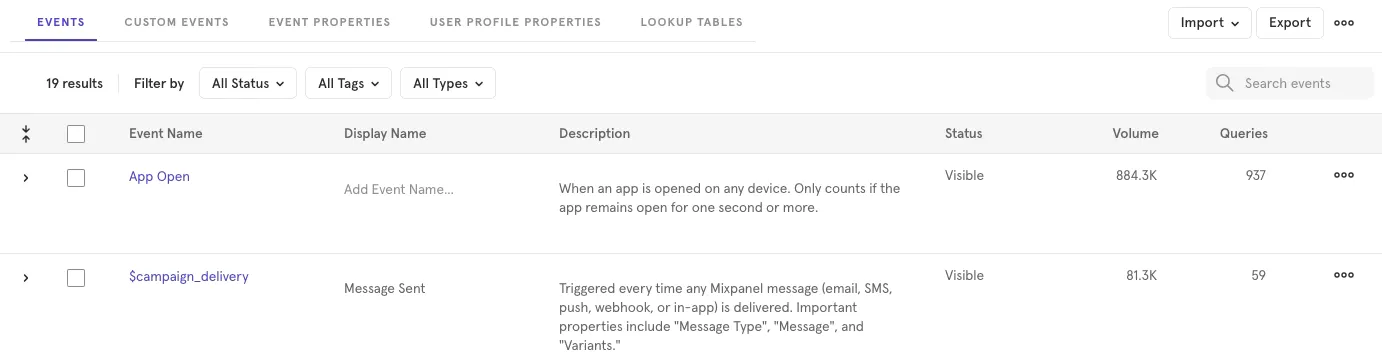 EVENTS CUSTOM EVENTS EVENT PROPERTIES USER PROFILE PROPERTIES LOOKUP TABLES Import Export
19 results Filter by All Status All Tags All Types Search events
Event Name Display Name Description Status Volume Queries
App Open Visible 884.3K 937
Add Event Name... When an app is opened on any device. Only counts if the
app remains open for one second or more.
$campaign_delivery Visible 81.3K 59
Message Sent Triggered every time any Mixpanel message (email, SMS,
push, webhook, or in-app) is delivered. Important
properties include "Message Type", "Message", and
"Variants."